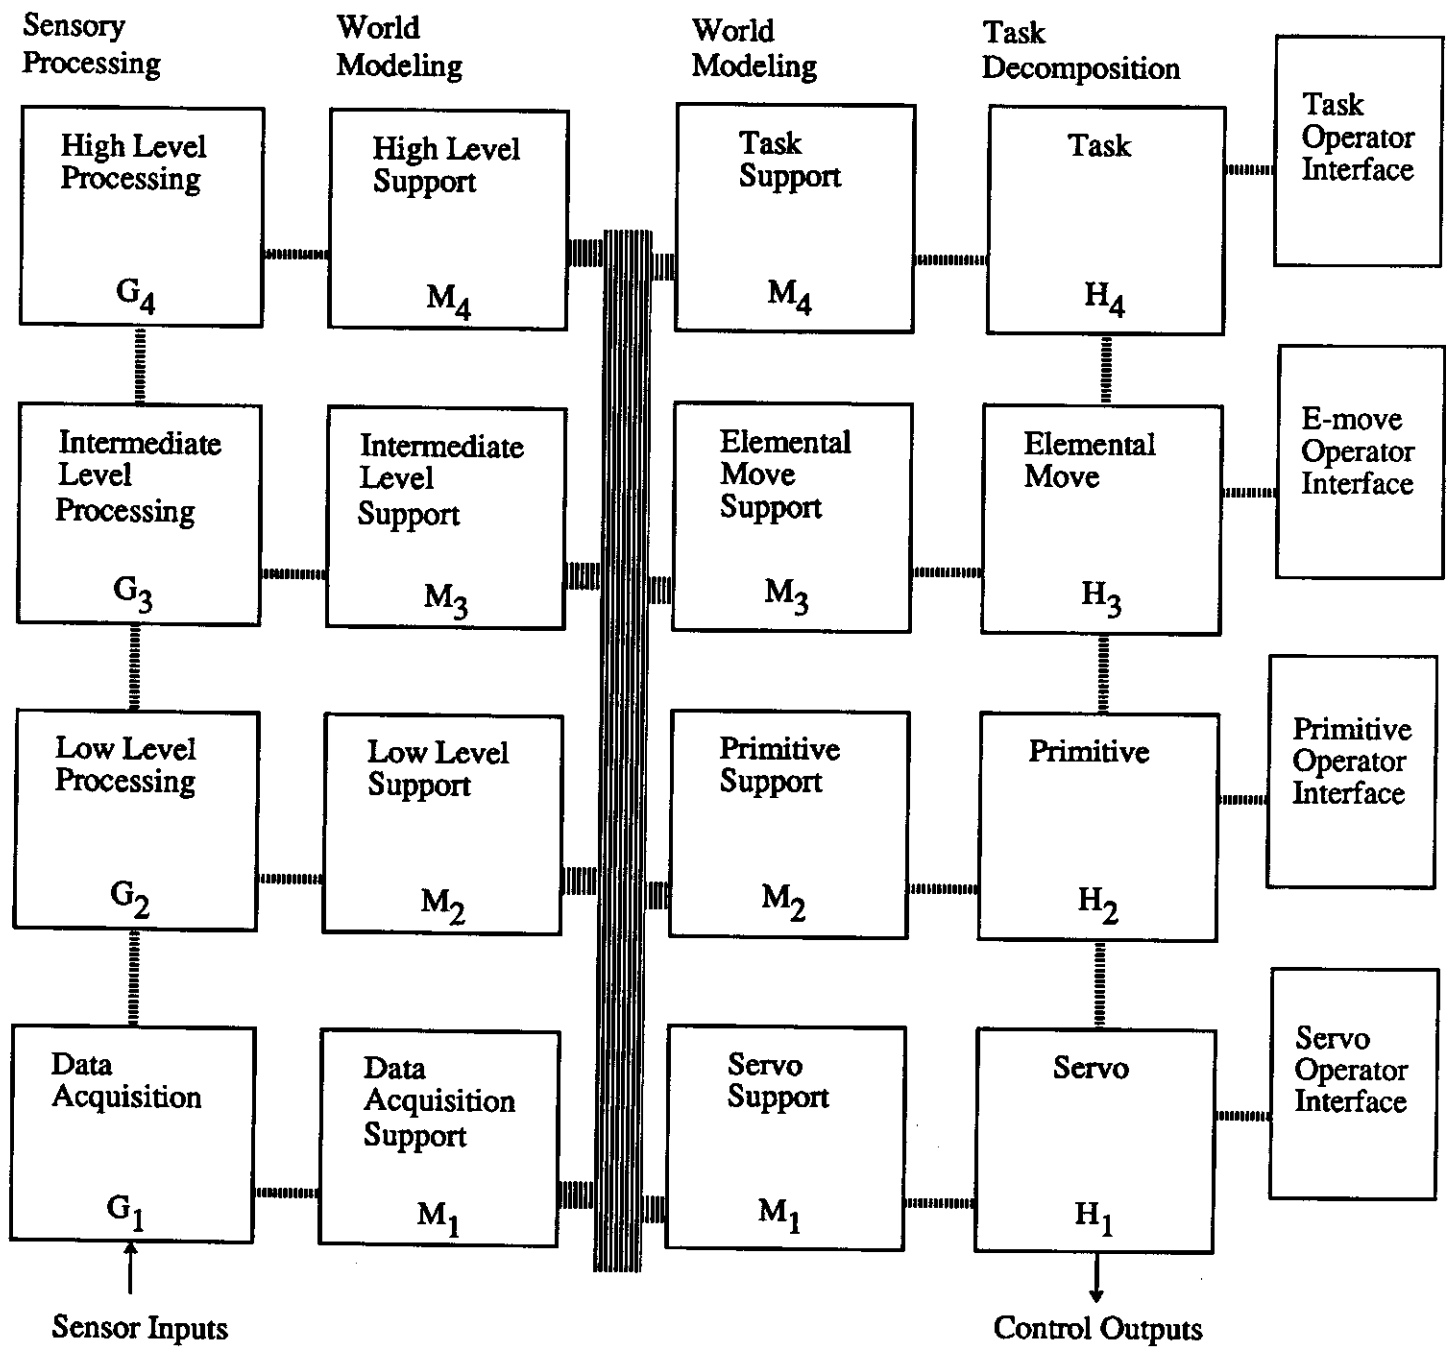 Sensory
Processing
World
Modeling
World
Modeling
Task
Decomposition
High Level
Processing
G4
High Level
Support
M4
Task
Support
M4
Task
H4
Task
Operator
Interface
Intermediate
Level
Processing
G3
Intermediate
Level
Support
M3
Elemental
Move
Support
M3
Elemental
Move
H3
E-move
Operator
Interface
Low Level
Processing
G2
Low Level
Support
M2
Primitive
Support
M2
Primitive
H2
Primitive
Operator
Interface
Data
Acquisition
G1
Data
Acquisition
Support
M1
Servo
Support
M1
Servo
H1
Servo
Operator
Interface
Sensor Inputs
Control Outputs